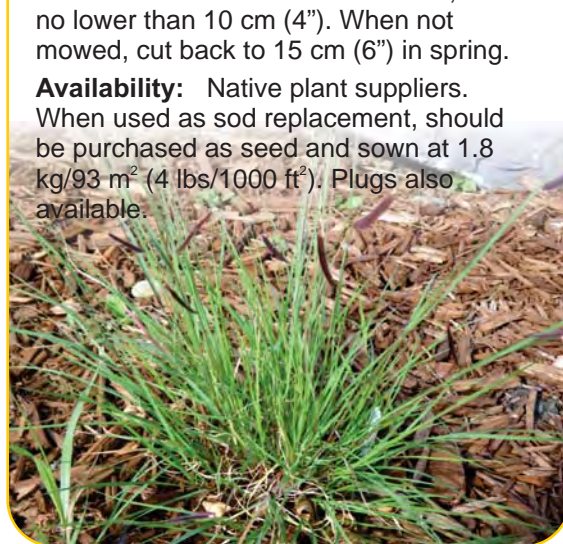 no lower than 10 cm (4”). When not
mowed, cut back to 15 cm (6”) in spring.
Availability: Native plant suppliers.
When used as sod replacement, should
be purchased as seed and sown at 1.8
kg/93 m² (4 lbs/1000 ft²). Plugs also
available.